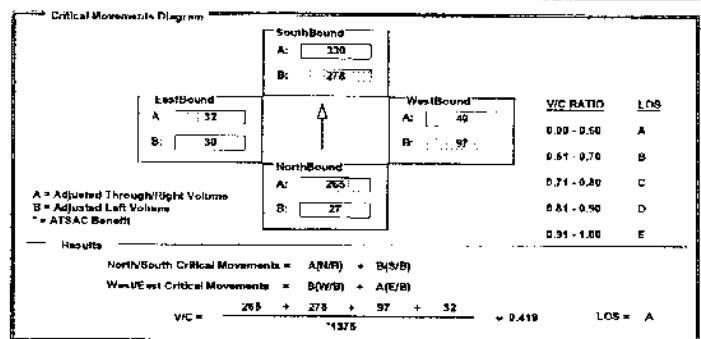 Critical Movements Diagram
SouthBound
A: 330
B: 278
EastBound
A: 32
B: 30
WestBound
A: 40
B: 97
NorthBound
A: 265
B: 27
V/C RATIO LOS
0.00 - 0.60 A
0.61 - 0.70 B
0.71 - 0.80 C
0.81 - 0.90 D
0.91 - 1.00 E
A = Adjusted Through/Right Volume
B = Adjusted Left Volume
* = ATSAC Benefit
Results
North/South Critical Movements = A(N/B) + B(S/B)
West/East Critical Movements = B(W/B) + A(E/B)
V/C = 265 + 278 + 97 + 32 = 0.419 LOS = A
*1375